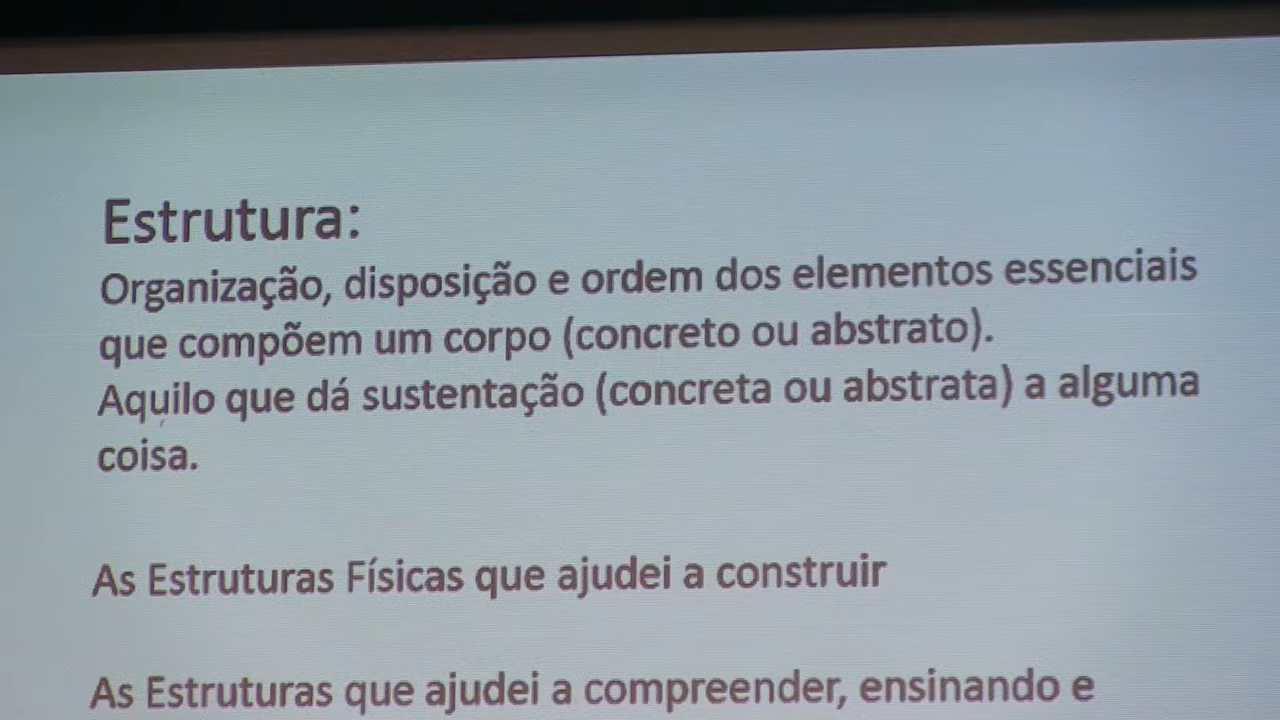 Estrutura:
Organização, disposição e ordem dos elementos essenciais
que compõem um corpo (concreto ou abstrato).
Aquilo que dá sustentação (concreta ou abstrata) a alguma
coisa.
As Estruturas Físicas que ajudei a construir
As Estruturas que ajudei a compreender, ensinando e